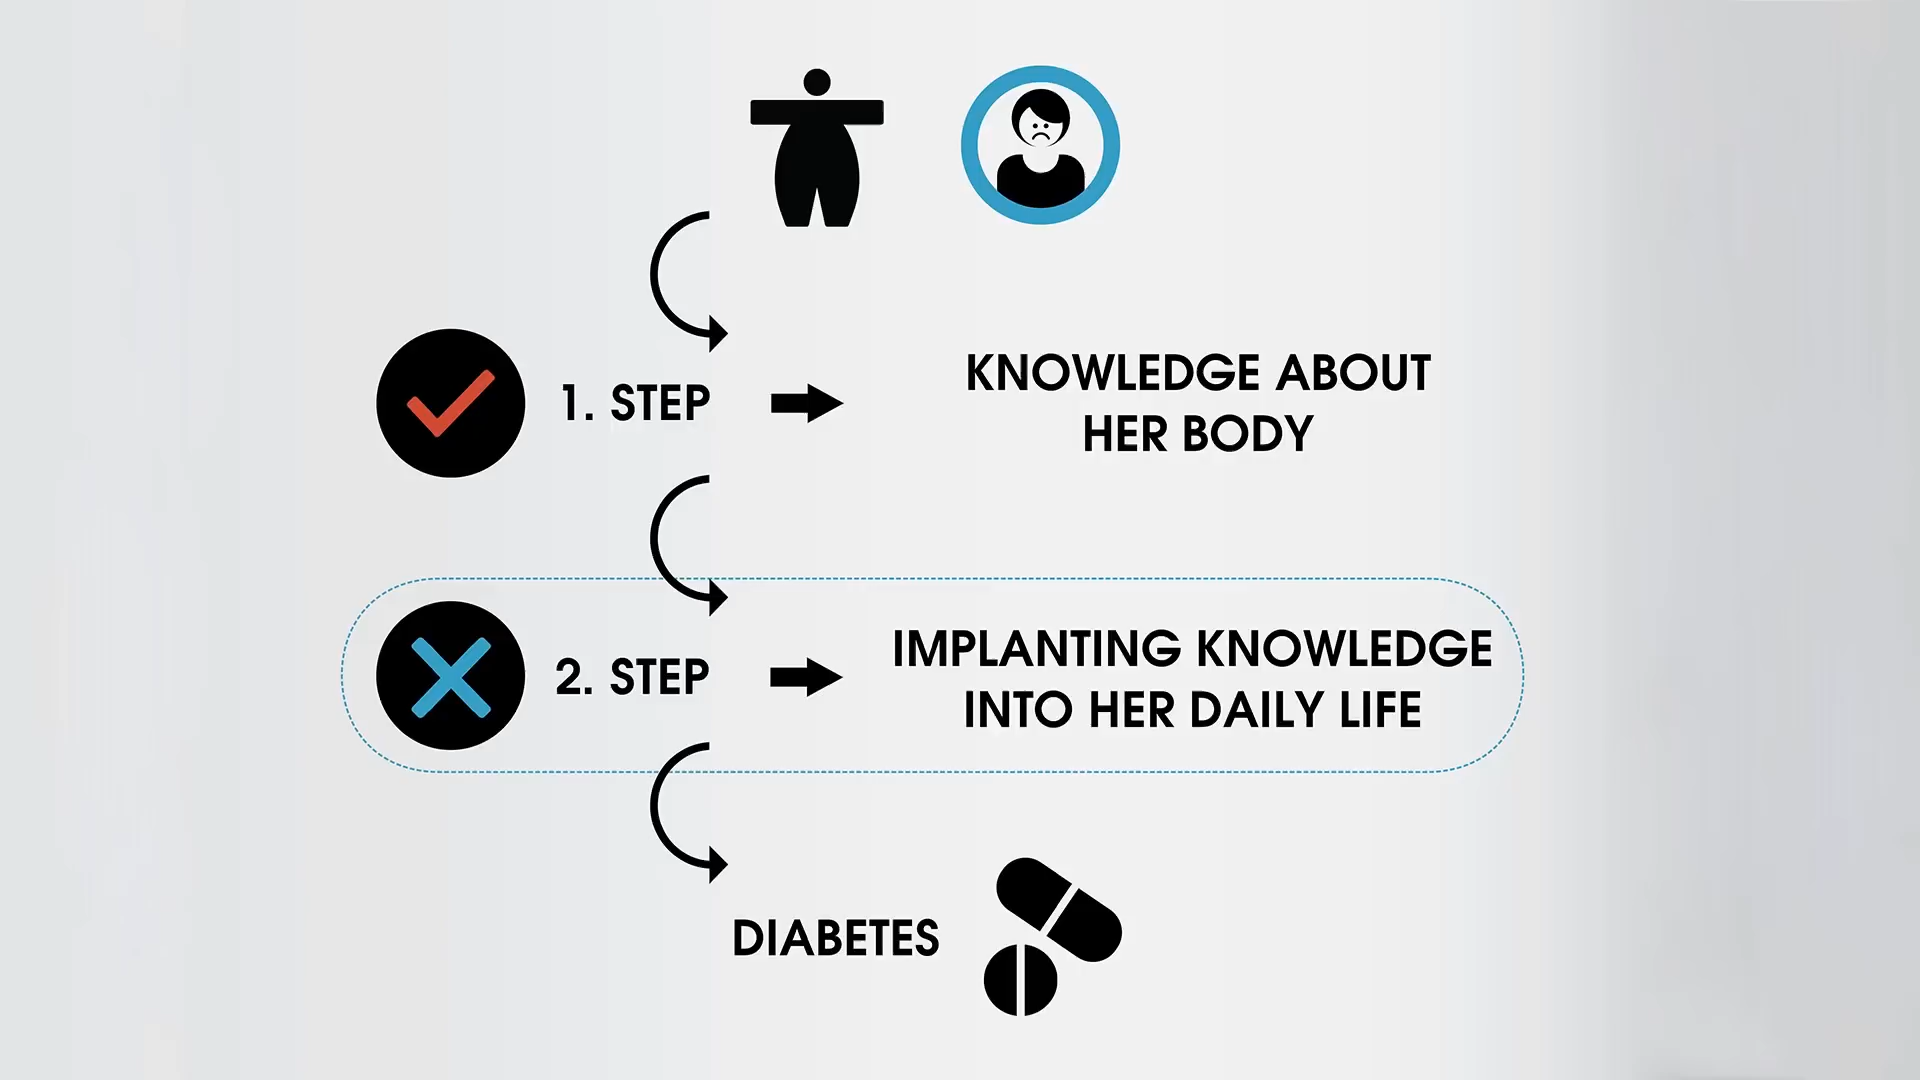 1. STEP
KNOWLEDGE ABOUT
HER BODY
2. STEP
IMPLANTING KNOWLEDGE
INTO HER DAILY LIFE
DIABETES